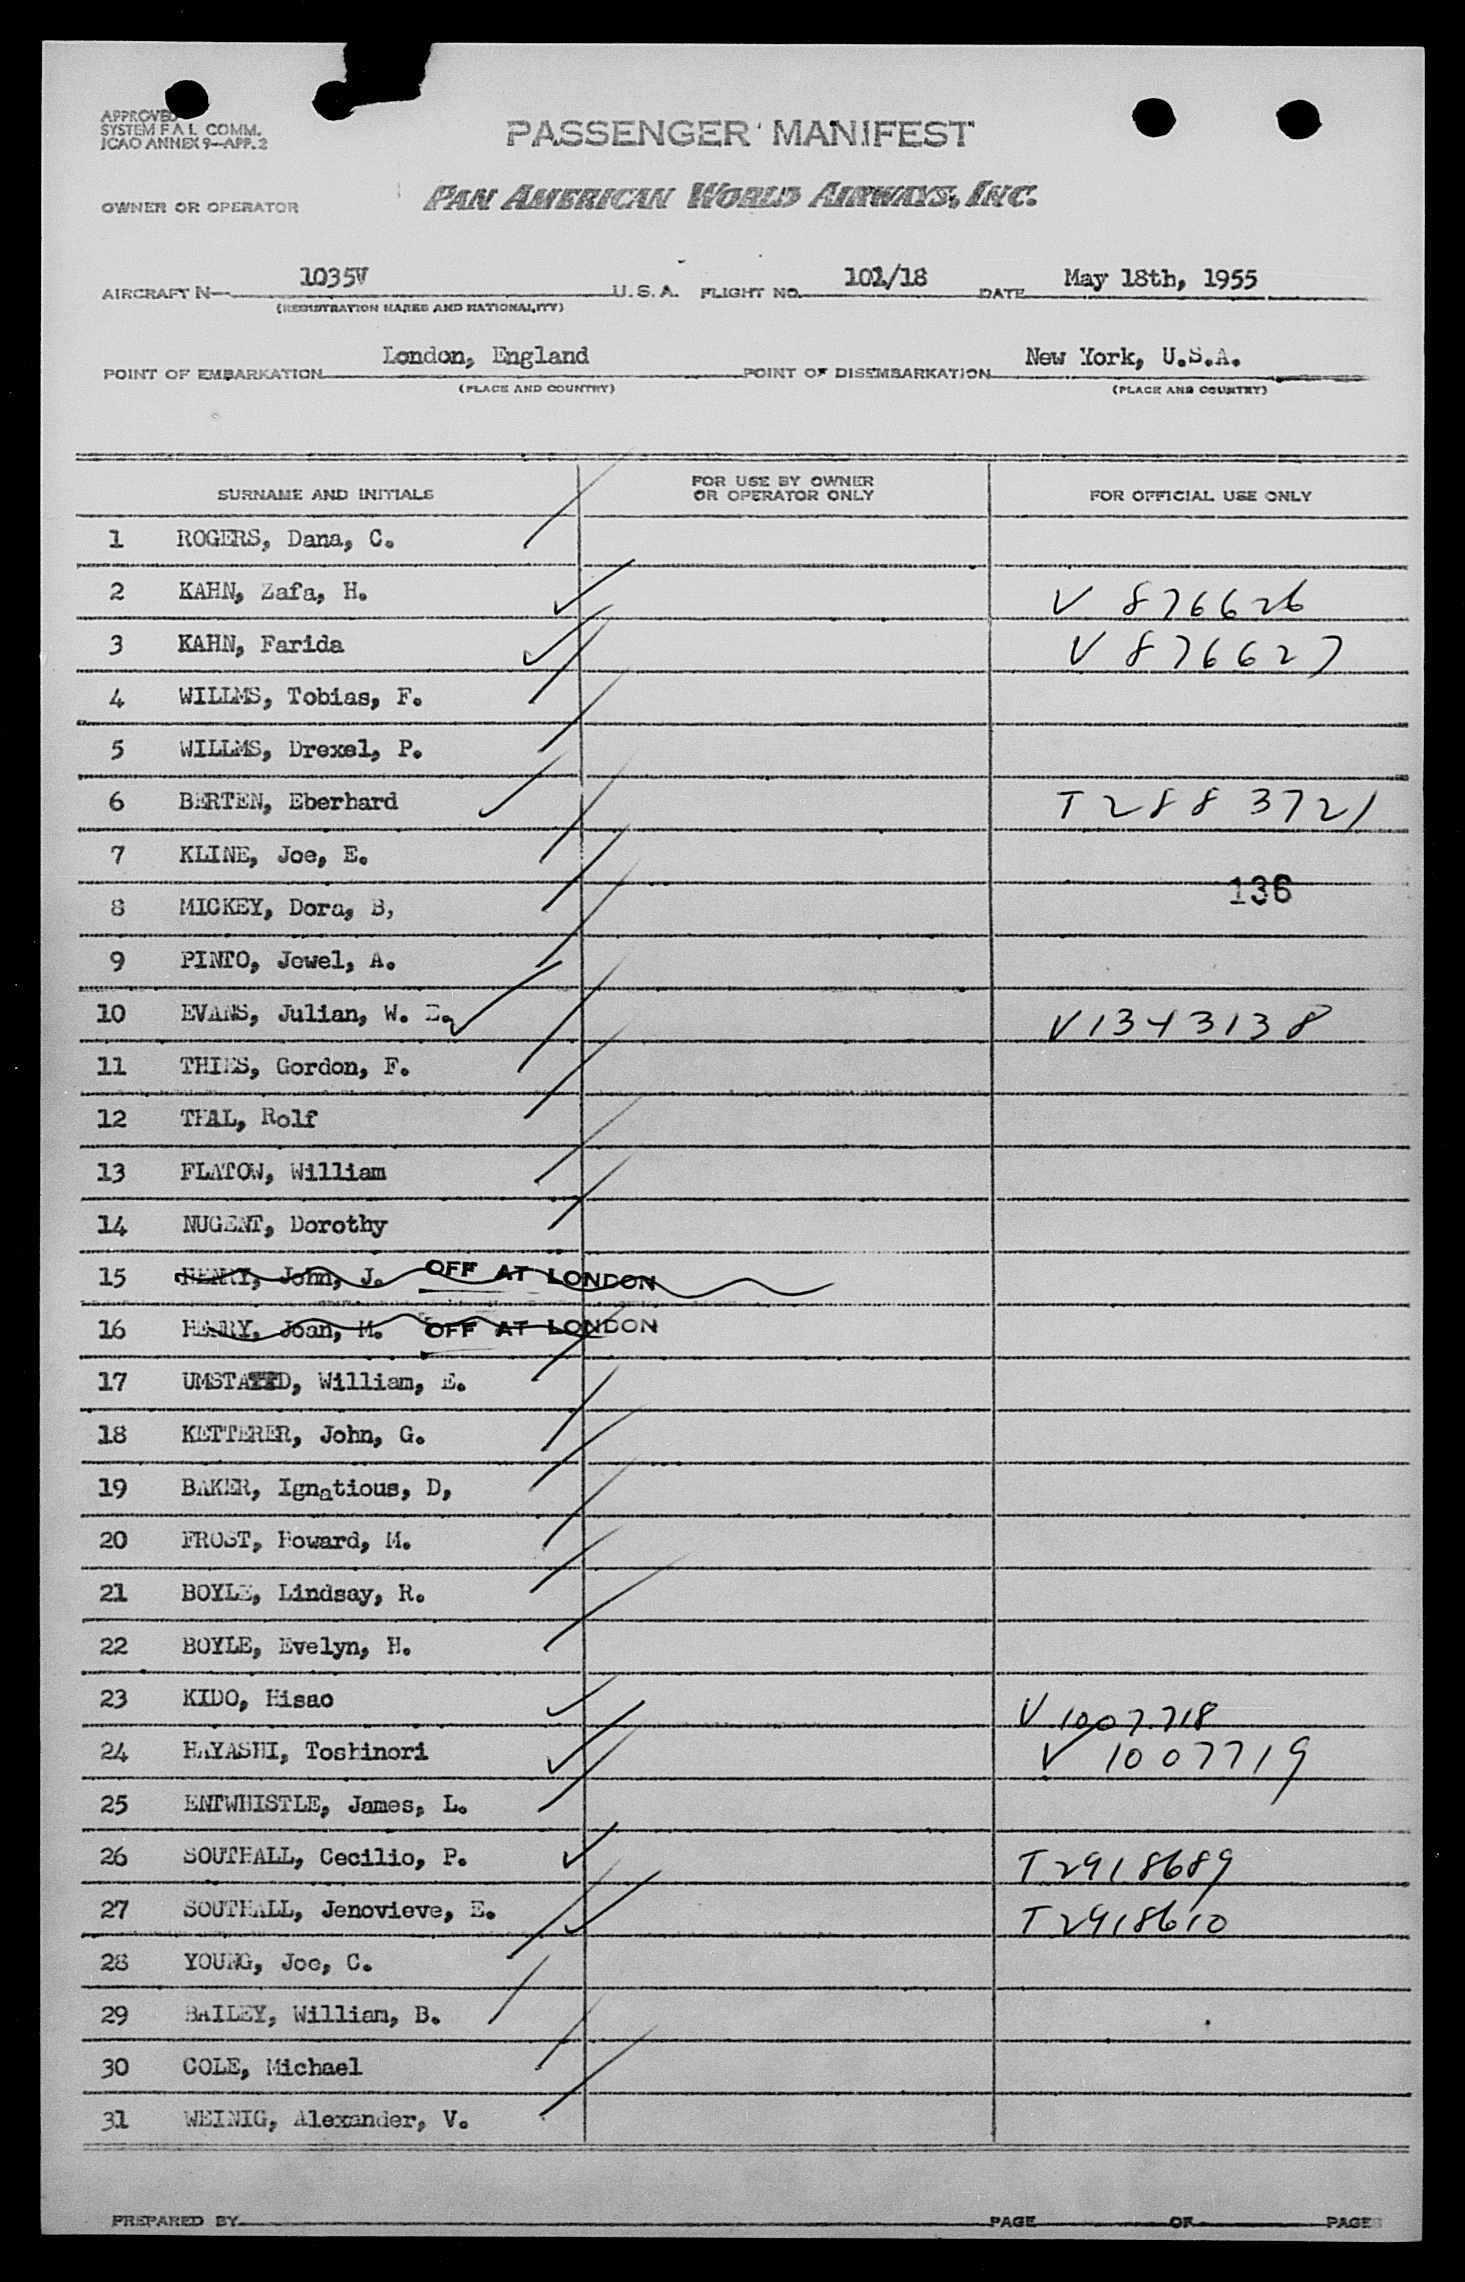 APPROVED
SYSTEM F A L COMM.
ICAO ANNEX 9—APP. 2
PASSENGER MANIFEST
OWNER OR OPERATOR PAN AMERICAN WORLD AIRWAYS, INC.
AIRCRAFT N— 1035V U. S. A. FLIGHT NO. 101/18 DATE May 18th, 1955
(REGISTRATION MARKS AND NATIONALITY)
POINT OF EMBARKATION London, England POINT OF DISEMBARKATION New York, U.S.A.
(PLACE AND COUNTRY) (PLACE AND COUNTRY)
SURNAME AND INITIALS FOR USE BY OWNER OR OPERATOR ONLY FOR OFFICIAL USE ONLY
1 ROGERS, Dana, C.
2 KAHN, Zafa, H. V 876626
3 KAHN, Farida V 876627
4 WILLMS, Tobias, F.
5 WILLMS, Drexel, P.
6 BERTEN, Eberhard T 2883721
7 KLINE, Joe, E.
136
8 MICKEY, Dora, B,
9 PINTO, Jewel, A.
10 EVANS, Julian, W. E. V1343138
11 THIES, Gordon, F.
12 THAL, Rolf
13 FLATOW, William
14 NUGENT, Dorothy
15 HENRY, John, J. OFF AT LONDON
16 HENRY, Joan, M. OFF AT LONDON
17 William, E.
18 KETTERER, John, G.
19 BAKER, Ignatious, D,
20 FROST, Howard, M.
21 BOYLE, Lindsay, R.
22 BOYLE, Evelyn, H.
23 KIDO, Hisao V 1007718
24 HAYASHI, Toshinori V 1007719
25 ENTWHISTLE, James, L.
26 SOUTHALL, Cecilio, P. T2918689
27 SOUTHALL, Jenovieve, E. T2918610
28 YOUNG, Joe, C.
29 BAILEY, William, B.
30 COLE, Michael
31 WEINIG, Alexander, V.
PREPARED BY PAGE OF PAGES